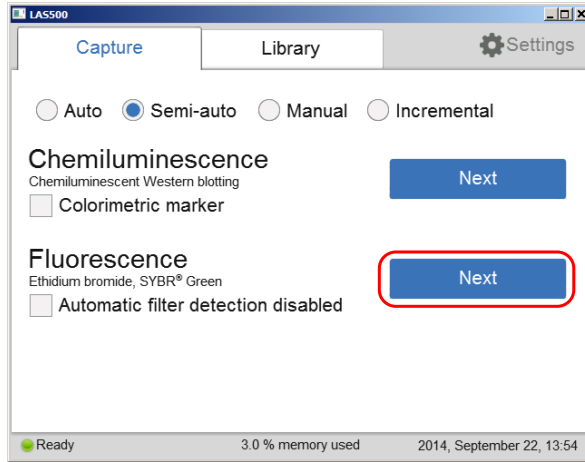 LAS500
Capture Library Settings
Auto Semi-auto Manual Incremental
Chemiluminescence
Chemiluminescent Western blotting
Next
Colorimetric marker
Fluorescence
Ethidium bromide, SYBR® Green
Next
Automatic filter detection disabled
Ready 3.0 % memory used 2014, September 22, 13:54